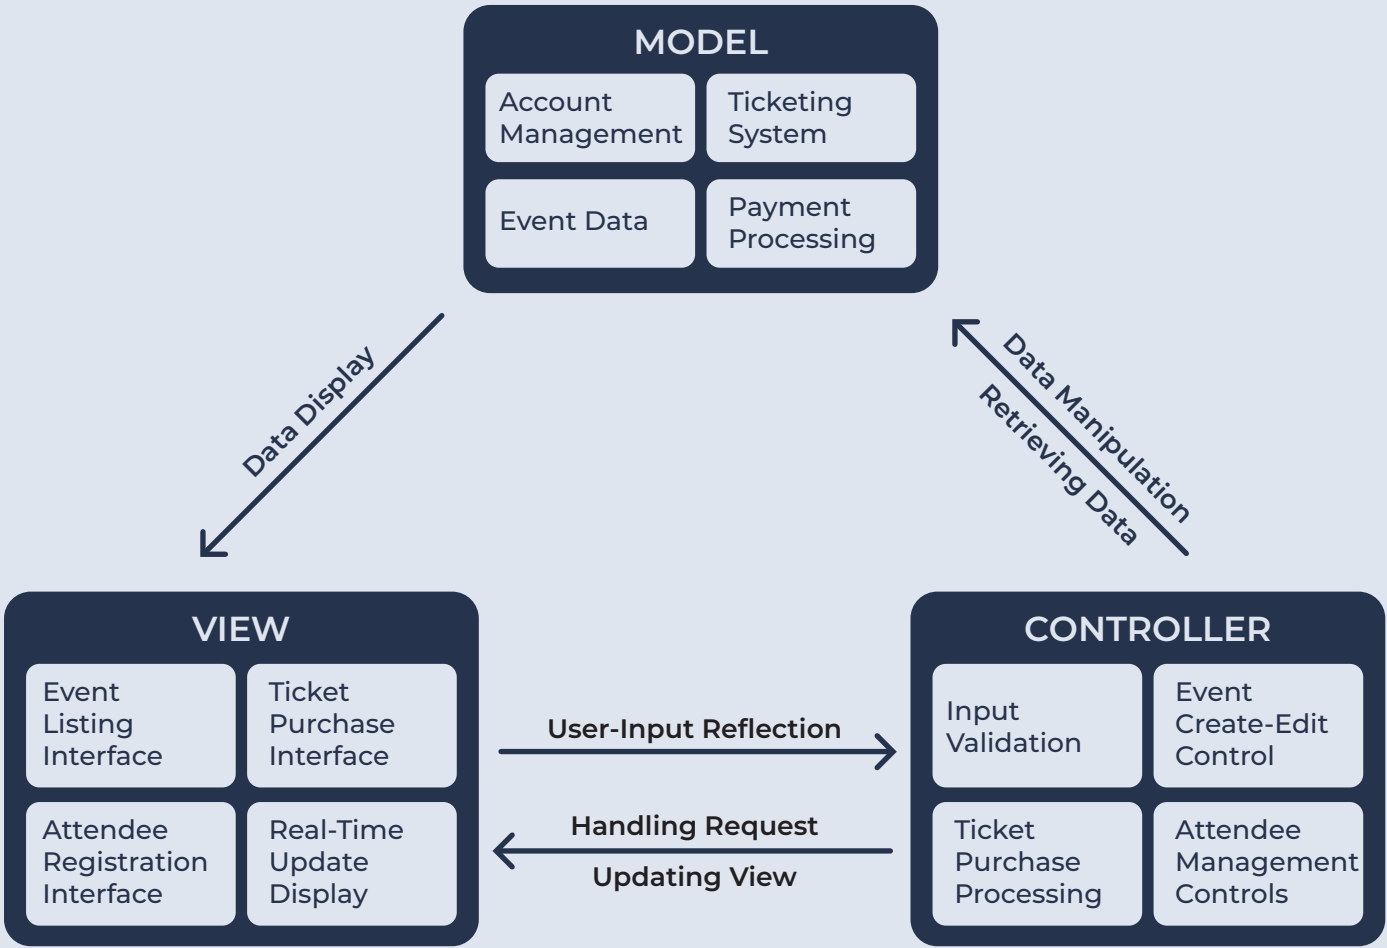 MODEL
Account
Management
Ticketing
System
Event Data
Payment
Processing
Data Display
Data Manipulation
Retrieving Data
VIEW
Event
Listing
Interface
Ticket
Purchase
Interface
Attendee
Registration
Interface
Real-Time
Update
Display
User-Input Reflection
Handling Request
Updating View
CONTROLLER
Input
Validation
Event
Create-Edit
Control
Ticket
Purchase
Processing
Attendee
Management
Controls